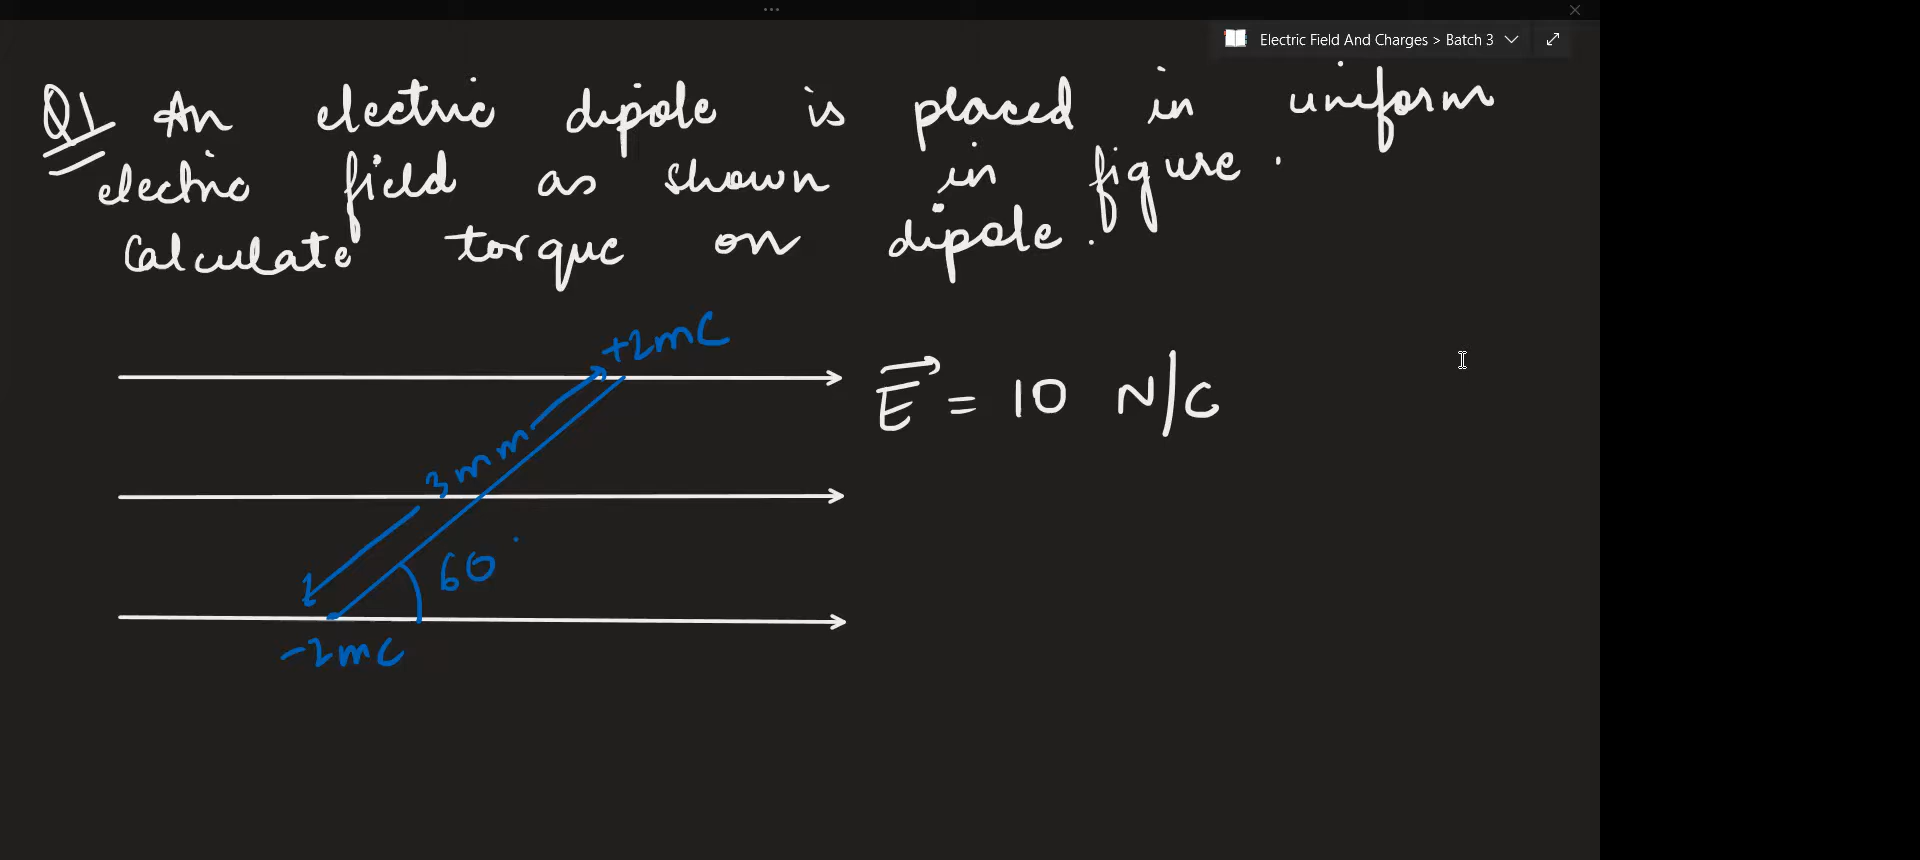 Electric Field And Charges > Batch 3
Q1 An electric dipole is placed in uniform
electric field as shown in figure.
Calculate torque on dipole.
+2mC
E = 10 N/C
3mm
60°
-2mC